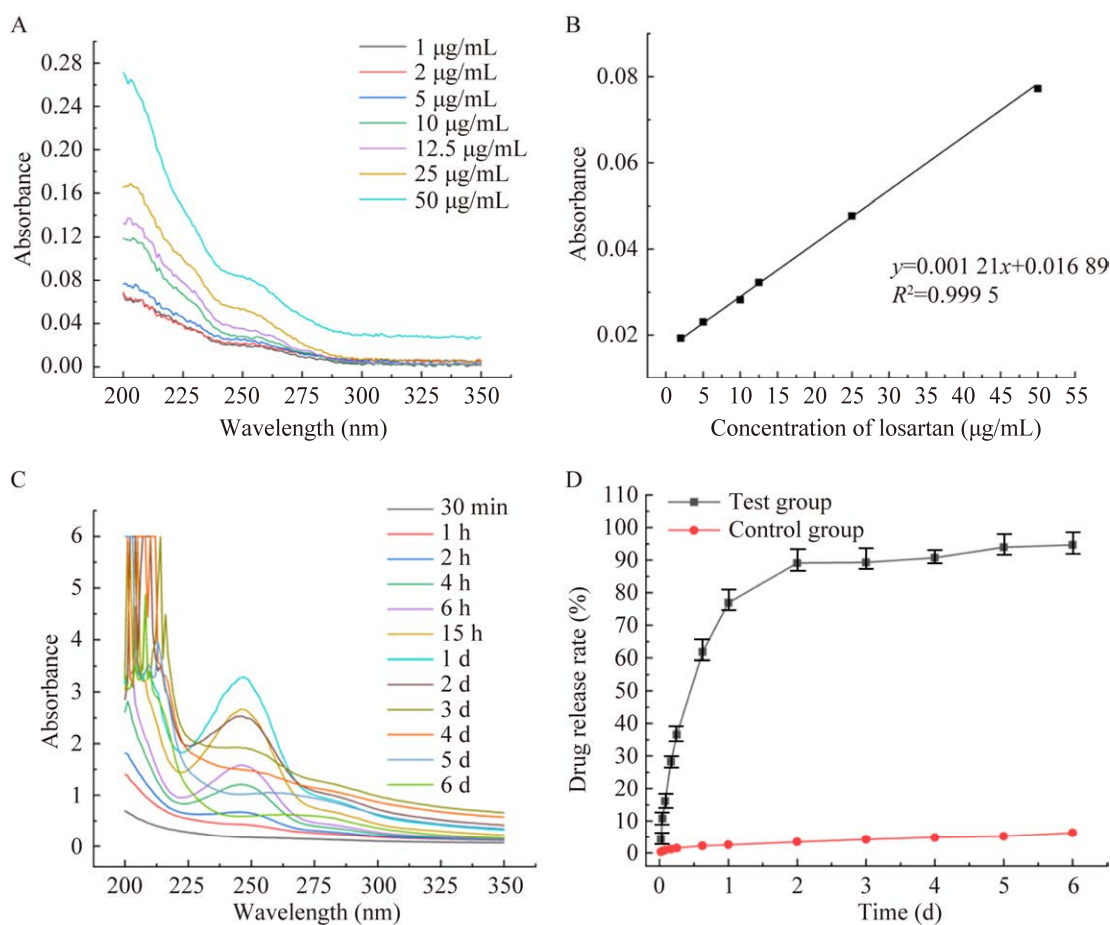 A
1 μg/mL
2 μg/mL
5 μg/mL
10 μg/mL
12.5 μg/mL
25 μg/mL
50 μg/mL
0.28
0.24
0.20
0.16
0.12
0.08
0.04
0.00
Absorbance
200 225 250 275 300 325 350
Wavelength (nm)
B
0.08
0.06
0.04
0.02
Absorbance
y=0.001 21x+0.016 89
R²=0.999 5
0 5 10 15 20 25 30 35 40 45 50 55
Concentration of losartan (μg/mL)
C
30 min
1 h
2 h
4 h
6 h
15 h
1 d
2 d
3 d
4 d
5 d
6 d
6
5
4
3
2
1
0
Absorbance
200 225 250 275 300 325 350
Wavelength (nm)
D
Test group
Control group
110
100
90
80
70
60
50
40
30
20
10
0
Drug release rate (%)
0 1 2 3 4 5 6
Time (d)